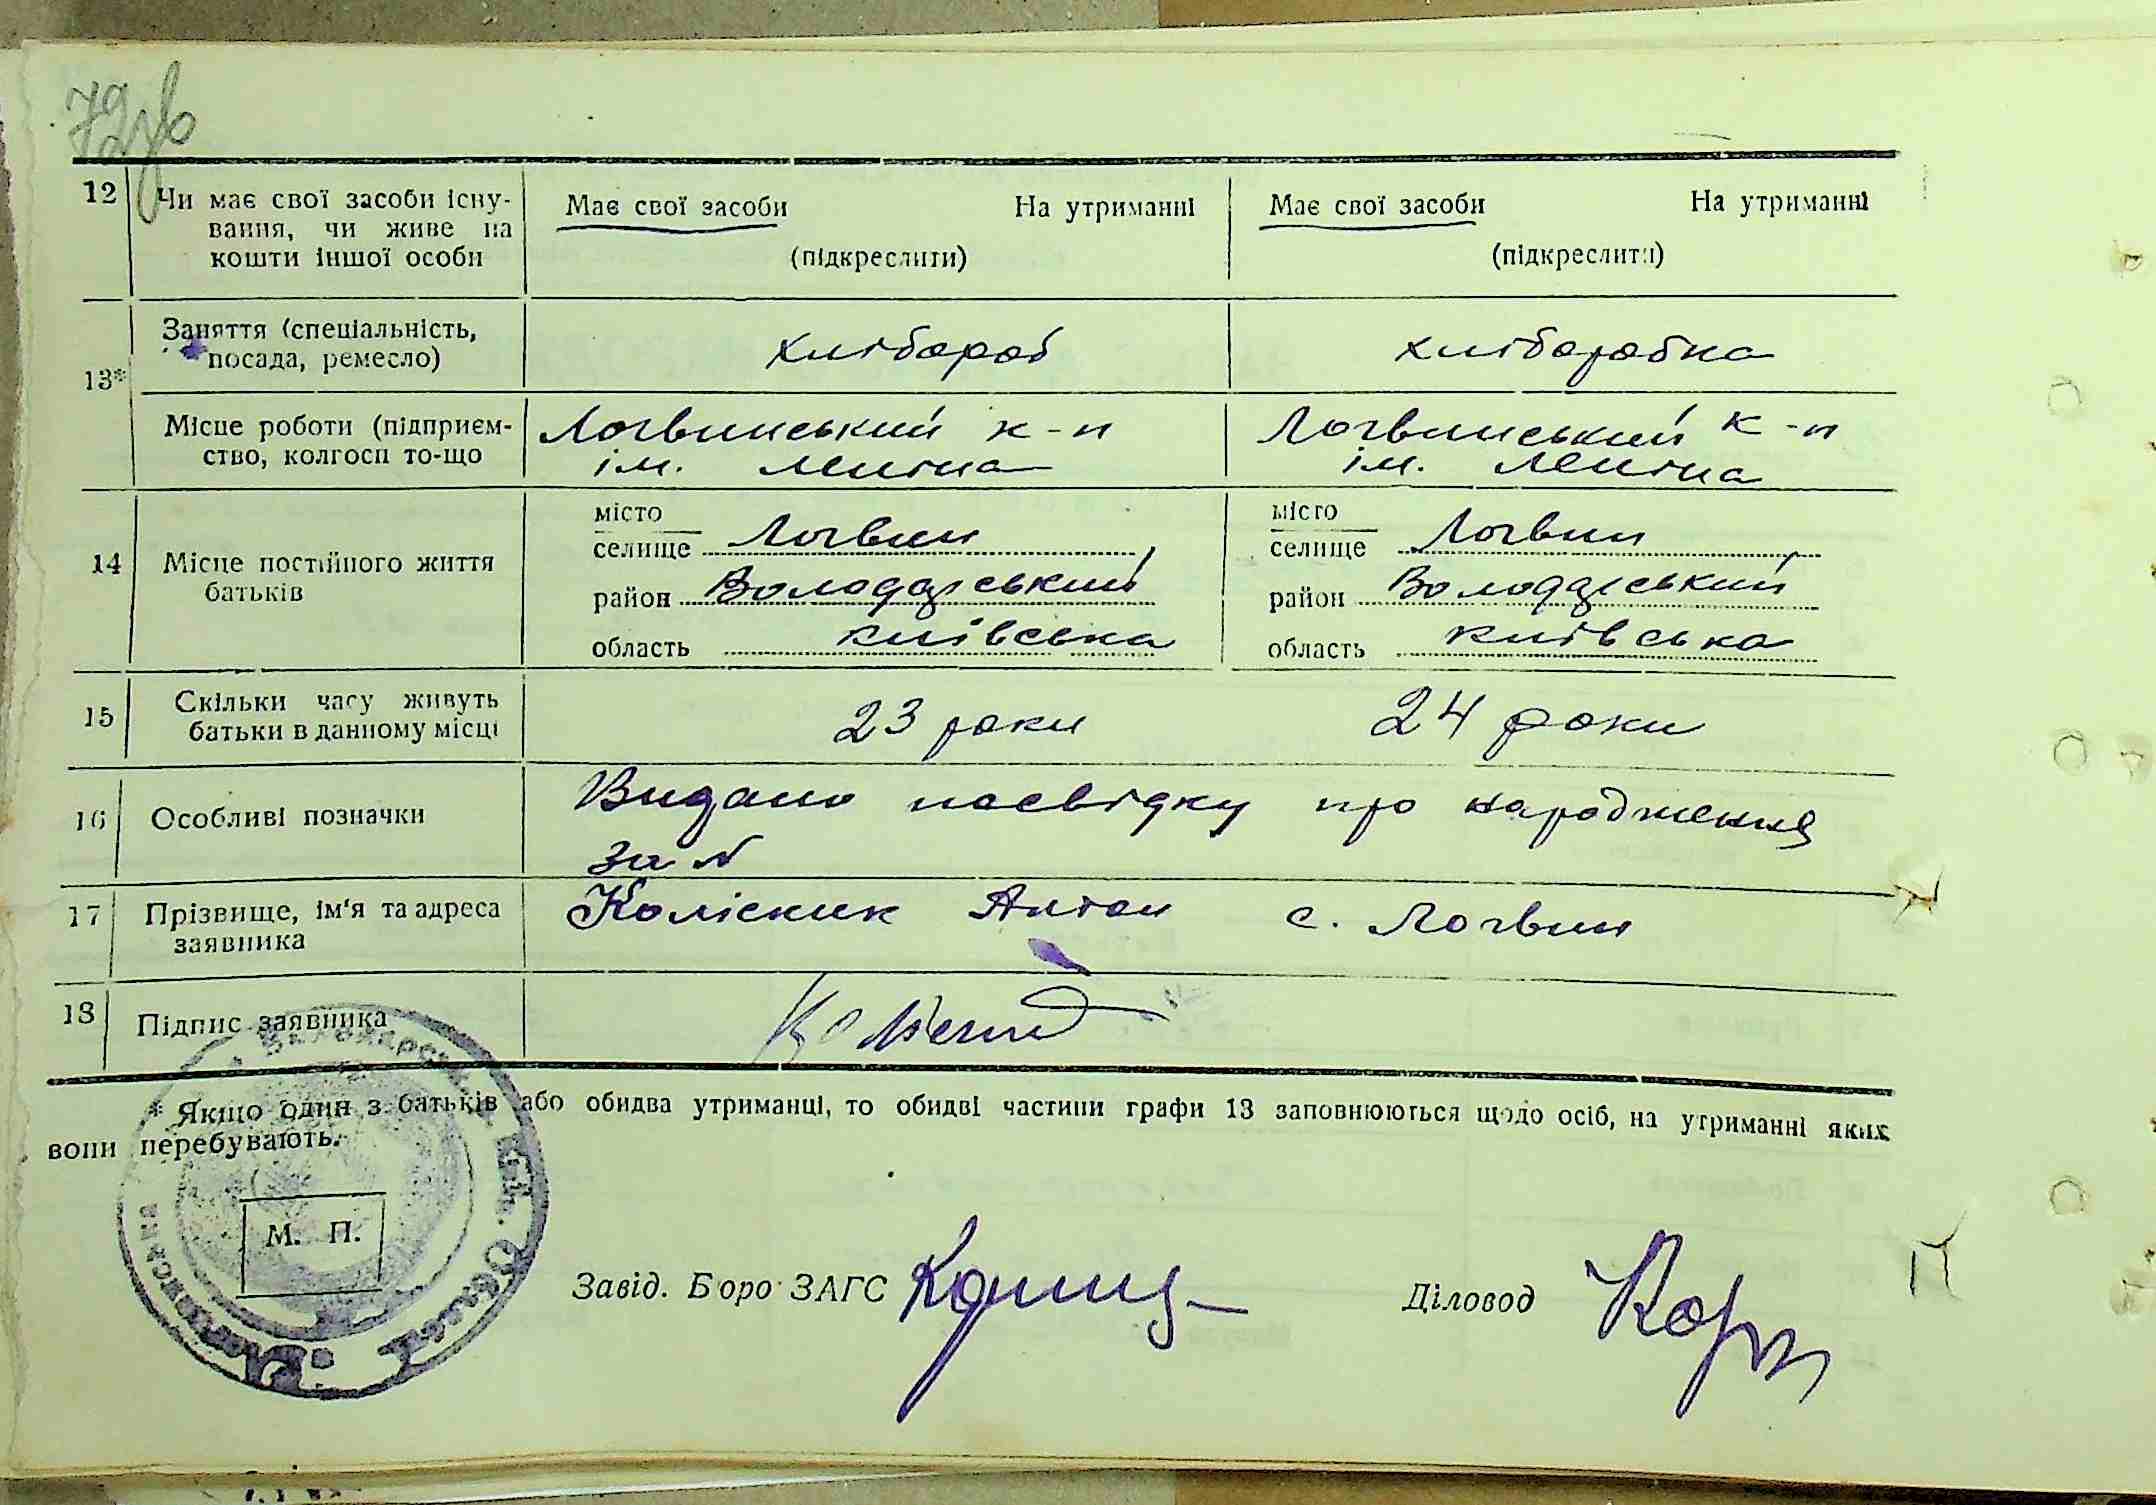 72зв
12 Чи має свої засоби існу- Має свої засоби На утриманні Має свої засоби На утриманні
вання, чи живе на
кошти іншої особи (підкреслити) (підкреслити)
13* Заняття (спеціальність, хлібороб хліборобка
посада, ремесло)
Місце роботи (підприєм- Логвинський к-п Логвинський к-п
ство, колгосп то-що ім. Леніна ім. Леніна
14 Місце постійного життя батьків
місто місто
селище Логвин селище Логвин
район Володарський район Володарський
область київська область київська
15 Скільки часу живуть 23 роки 24 роки
батьки в данному місці
16 Особливі позначки Видано посвідку про народження
за №
17 Прізвище, ім'я та адреса Колісник Антон с. Логвин
заявника
18 Підпис заявника
* Якщо один з батьків або обидва утриманці, то обидві частини графи 13 заповнюються щодо осіб, на утриманні яких
вони перебувають.
М. П.
Завід. Боро ЗАГС Діловод